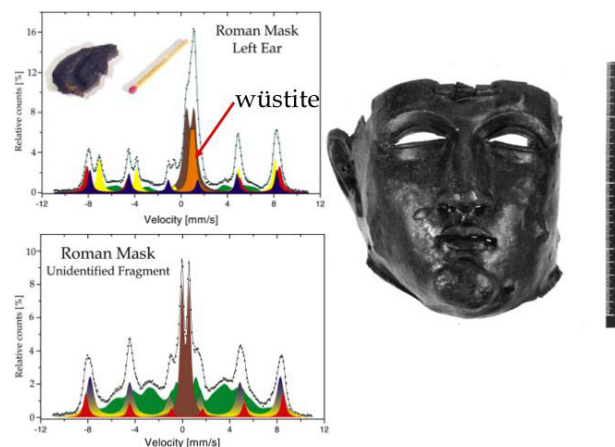 Roman Mask
Left Ear
wüstite
Relative counts [%]
16
12
8
4
0
-12 -8 -4 0 4 8 12
Velocity [mm/s]
Roman Mask
Unidentified Fragment
Relative counts [%]
10
8
6
4
2
0
-12 -8 -4 0 4 8 12
Velocity [mm/s]